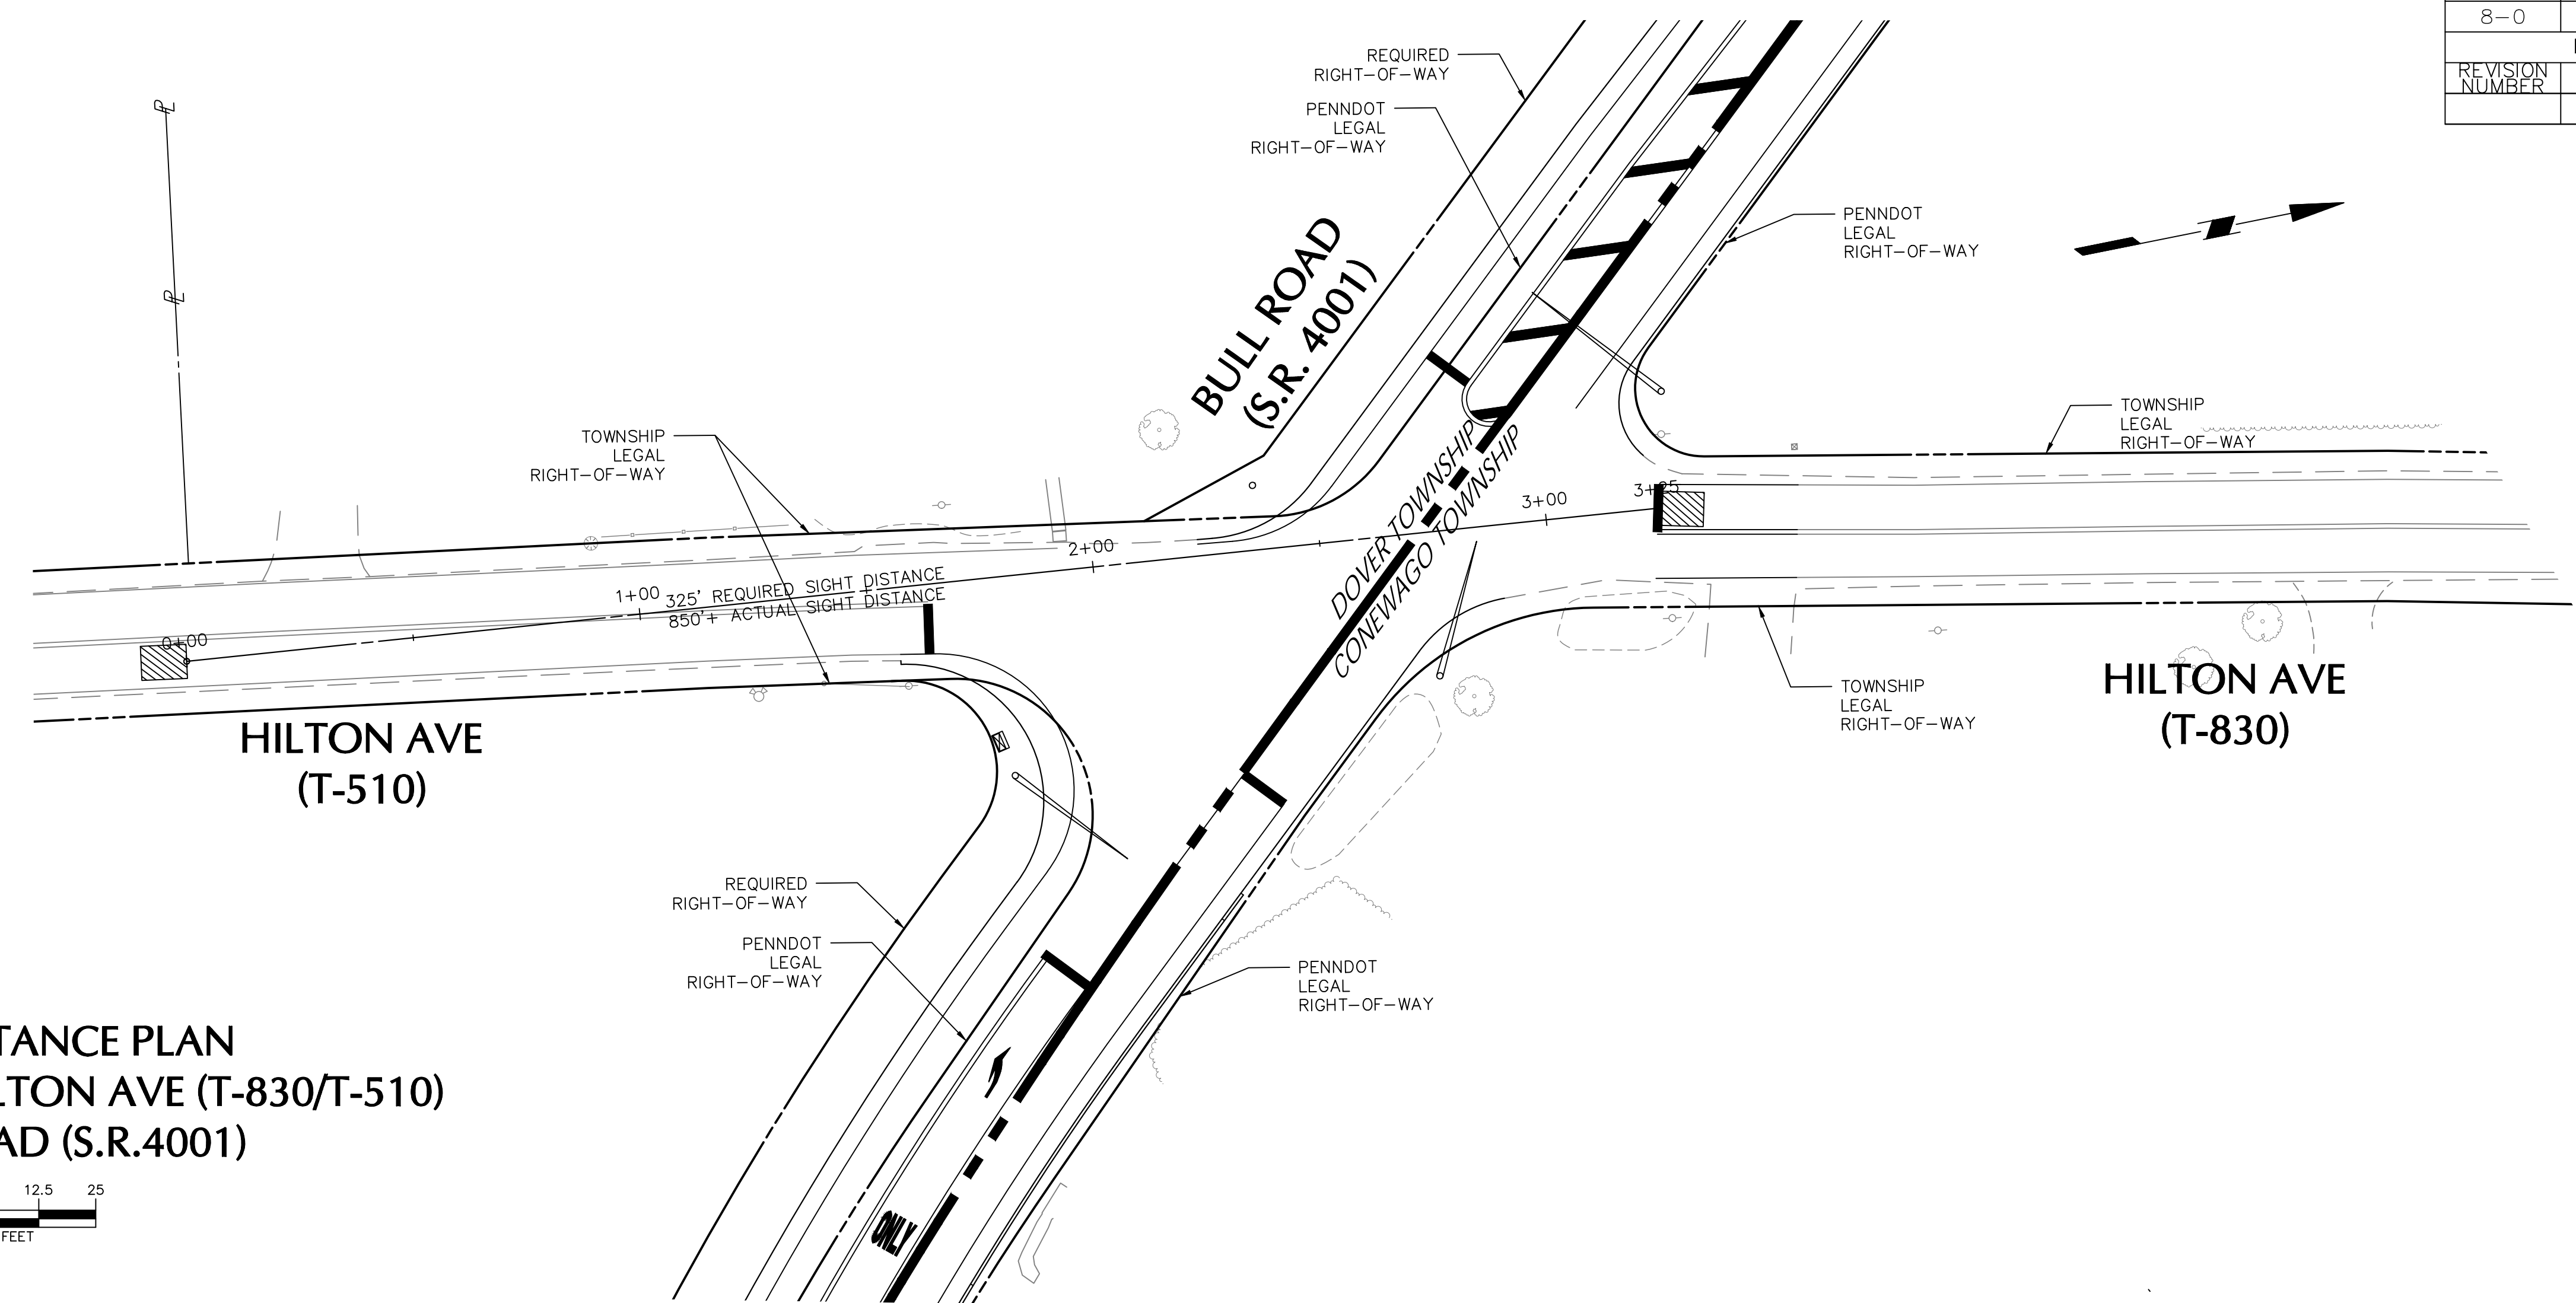 8-0
REVISION
NUMBER
REQUIRED
RIGHT-OF-WAY
PENNDOT
LEGAL
RIGHT-OF-WAY
PENNDOT
LEGAL
RIGHT-OF-WAY
BULL ROAD
(S.R. 4001)
TOWNSHIP
LEGAL
RIGHT-OF-WAY
TOWNSHIP
LEGAL
RIGHT-OF-WAY
PL
PL
0+00
1+00
2+00
3+00
3+25
325' REQUIRED SIGHT DISTANCE
850'+ ACTUAL SIGHT DISTANCE
DOVER TOWNSHIP
CONEWAGO TOWNSHIP
HILTON AVE
(T-510)
HILTON AVE
(T-830)
TOWNSHIP
LEGAL
RIGHT-OF-WAY
REQUIRED
RIGHT-OF-WAY
PENNDOT
LEGAL
RIGHT-OF-WAY
PENNDOT
LEGAL
RIGHT-OF-WAY
ONLY
TANCE PLAN
LTON AVE (T-830/T-510)
AD (S.R.4001)
12.5 25
FEET